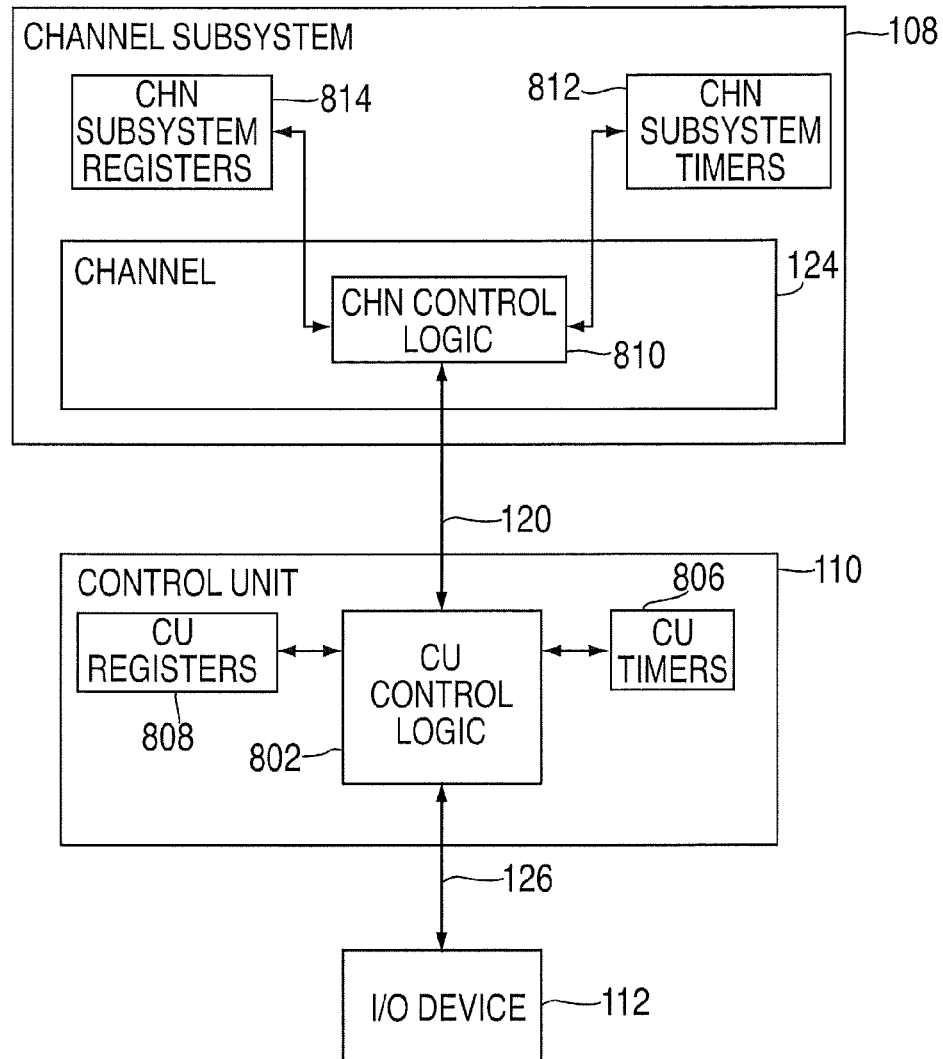 CHANNEL SUBSYSTEM
108
CHN
SUBSYSTEM
REGISTERS
814
812
CHN
SUBSYSTEM
TIMERS
CHANNEL
124
CHN CONTROL
LOGIC
810
120
CONTROL UNIT
110
CU
REGISTERS
808
CU
CONTROL
LOGIC
802
806
CU
TIMERS
126
I/O DEVICE
112